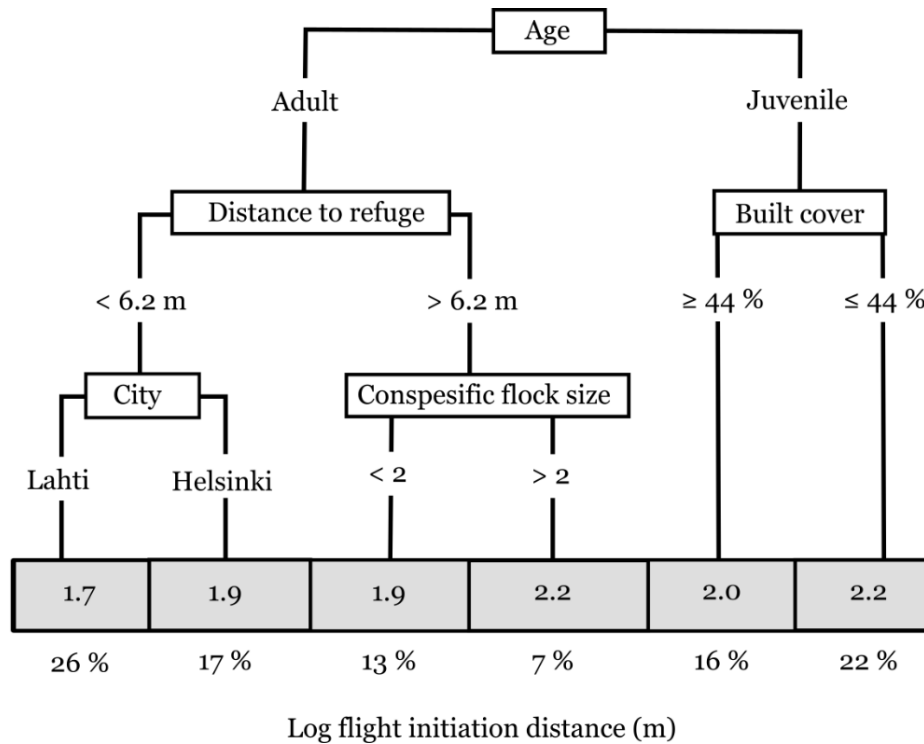 Age
Adult
Juvenile
Distance to refuge
Built cover
< 6.2 m
> 6.2 m
≥ 44 %
≤ 44 %
City
Conspesific flock size
Lahti
Helsinki
< 2
> 2
1.7
1.9
1.9
2.2
2.0
2.2
26 %
17 %
13 %
7 %
16 %
22 %
Log flight initiation distance (m)